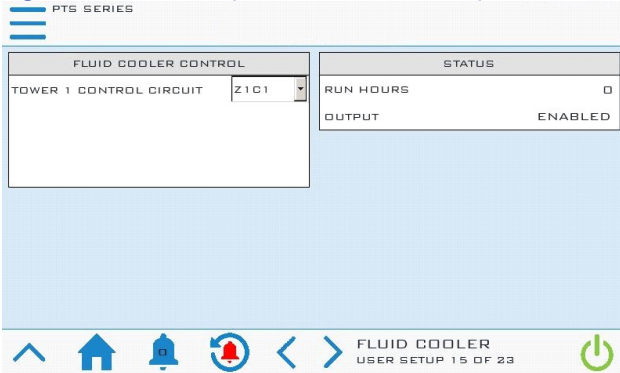 PTS SERIES
FLUID COOLER CONTROL
TOWER 1 CONTROL CIRCUIT Z1C1
STATUS
RUN HOURS 0
OUTPUT ENABLED
0
FLUID COOLER
USER SETUP 15 OF 23